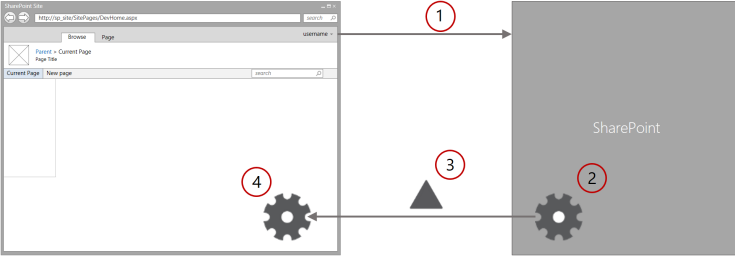 SharePoint Site
http://sp_site/SitePages/DevHome.aspx
search
Browse
Page
username
Parent » Current Page
Page Title
Current Page
New page
search
1
SharePoint
3
4
2